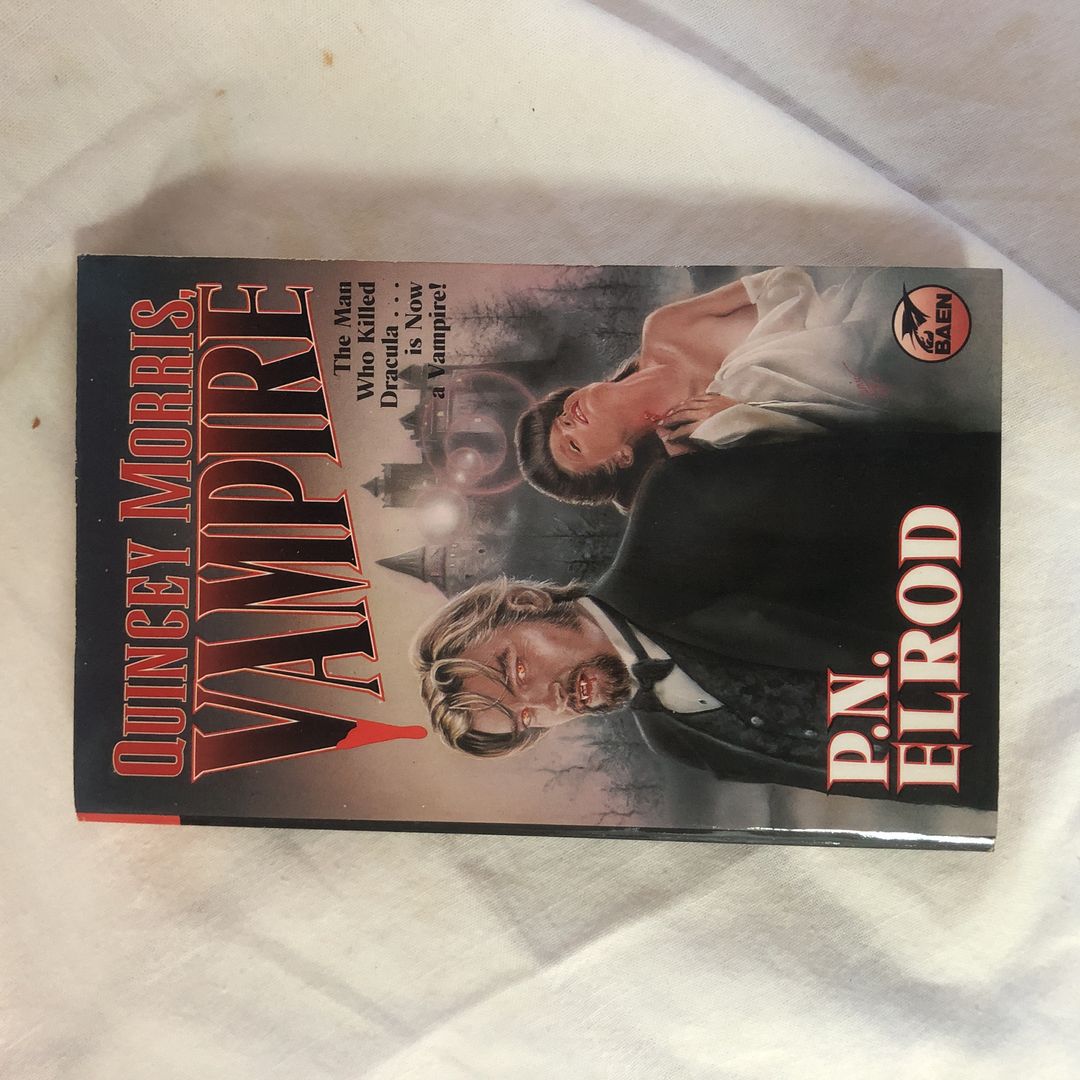 QUINCEY MORRIS,
VAMPIRE
The Man
Who Killed
Dracula . . .
is Now
a Vampire!
BAEN
P.N.
ELROD